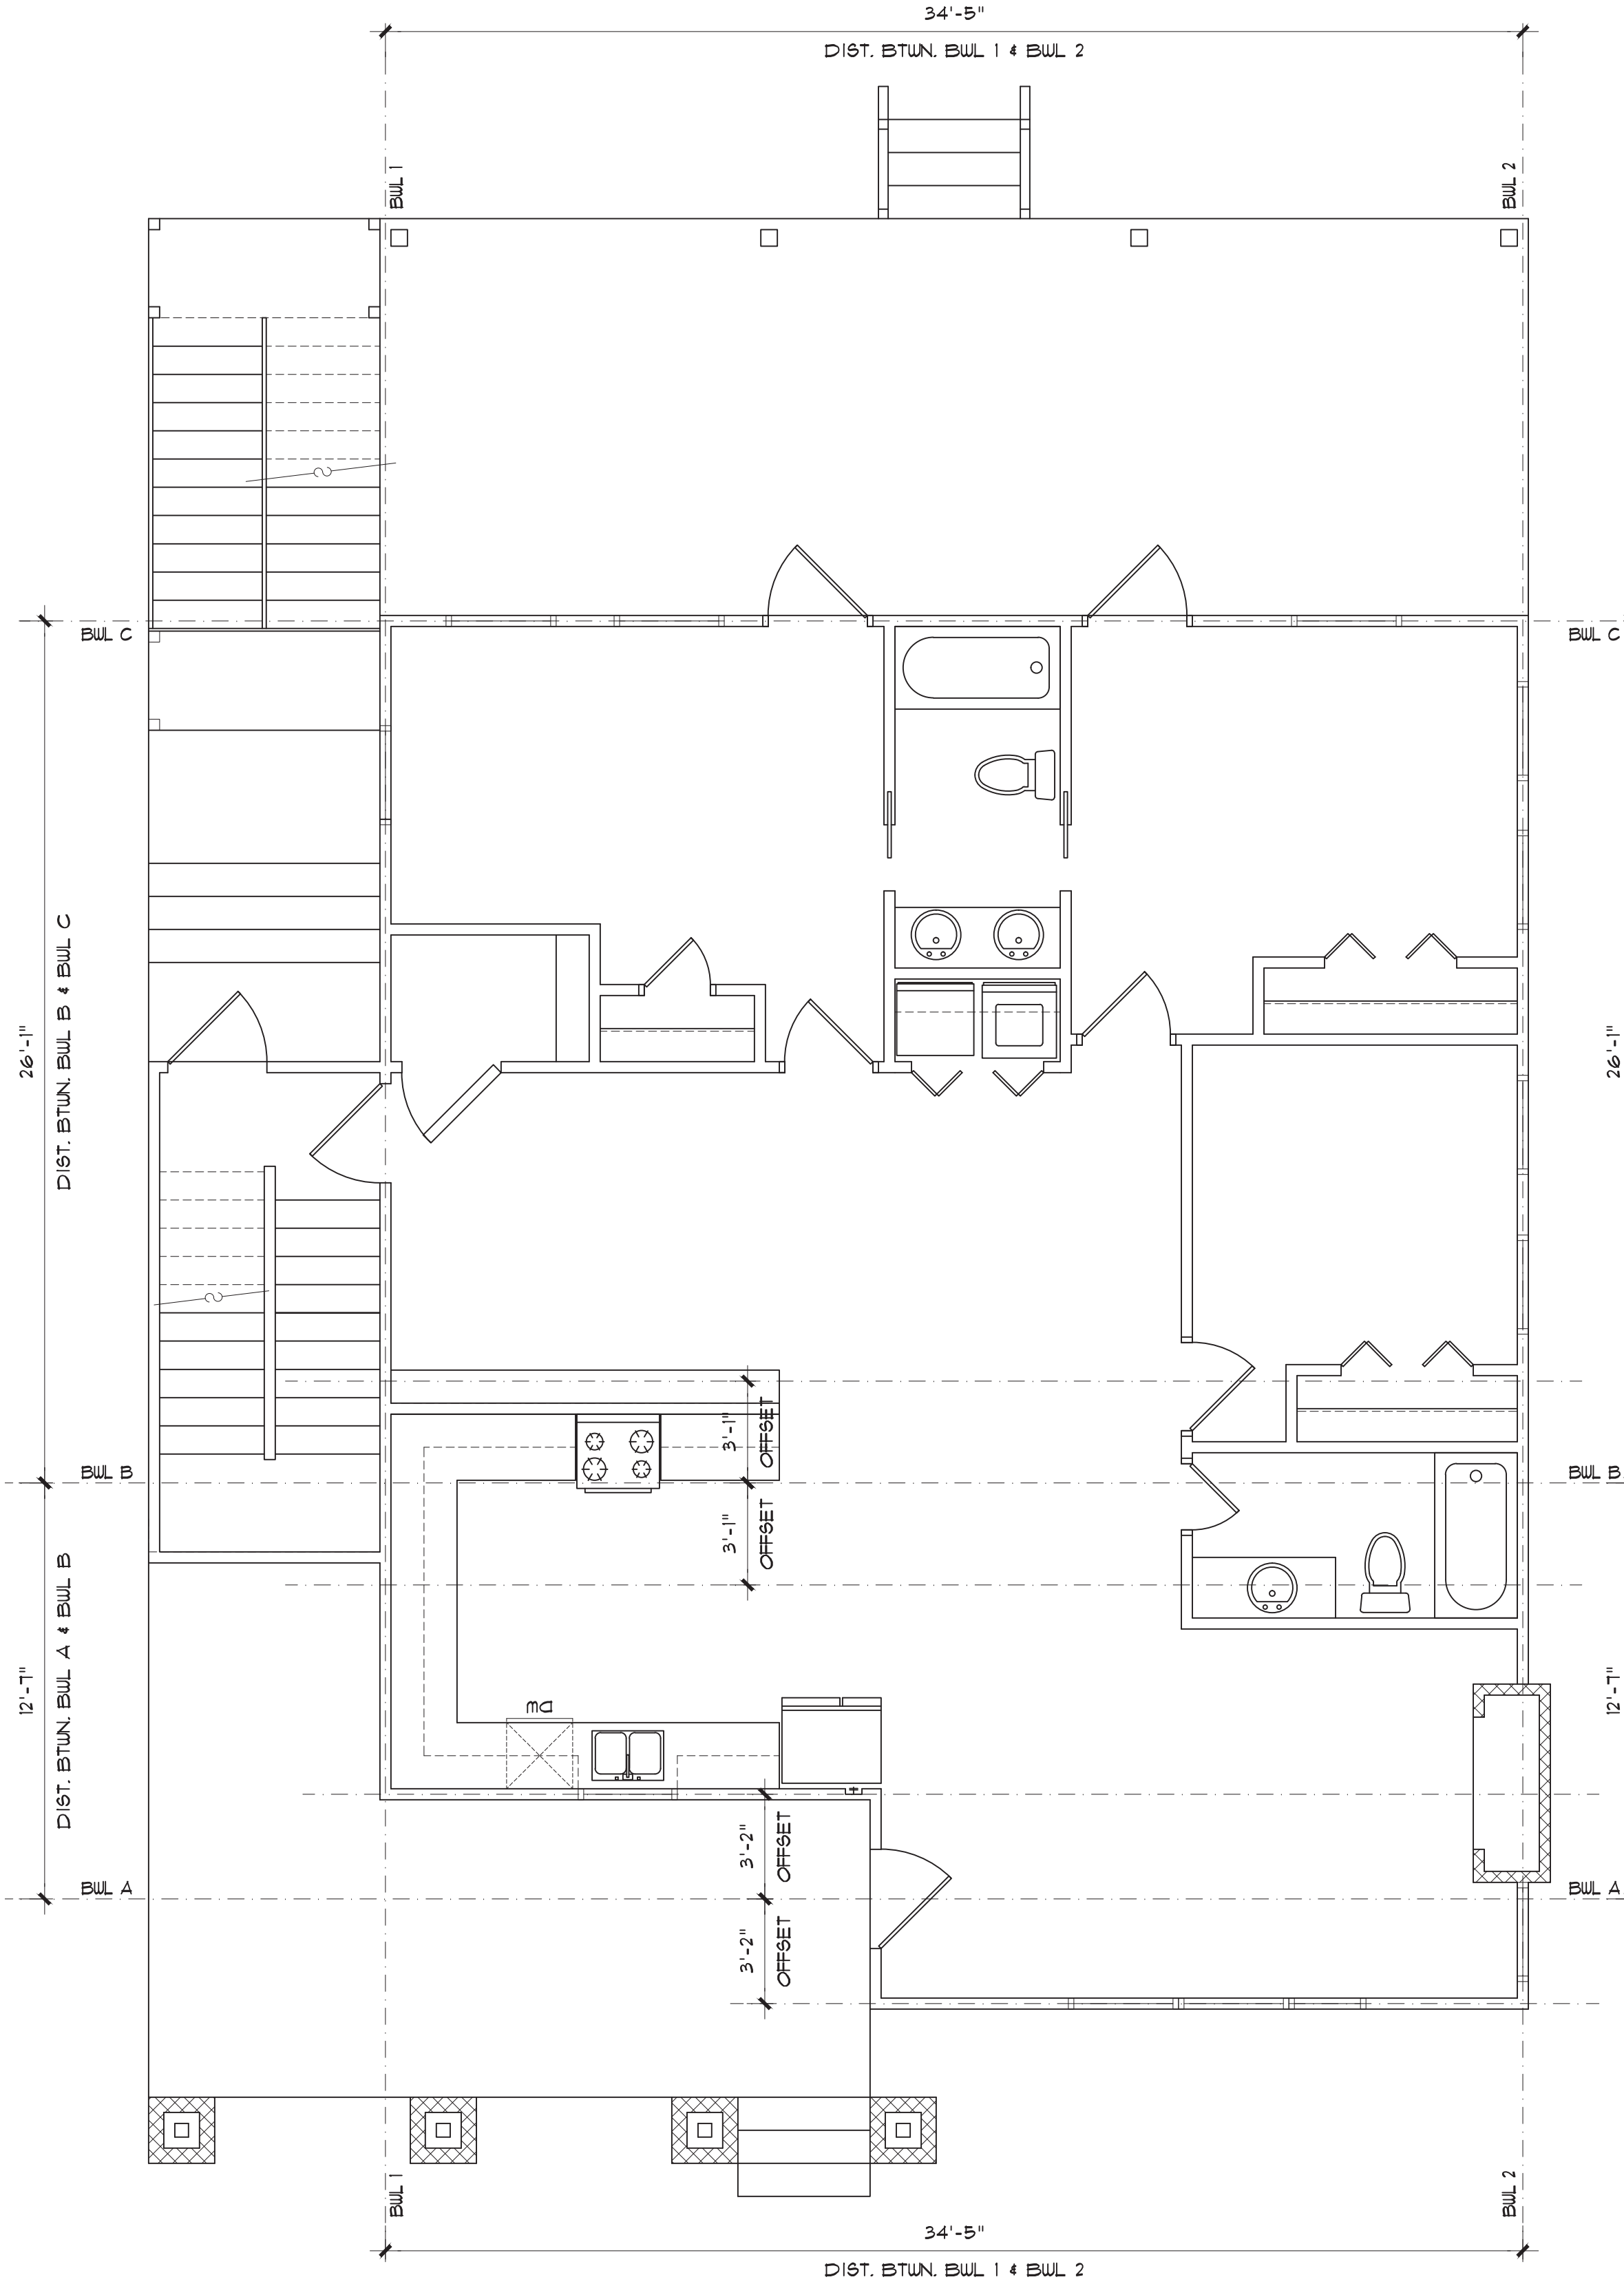 34'-5"
DIST. BTWN. BWL 1 & BWL 2
BWL 1
BWL 2
BWL C
BWL C
DIST. BTWN. BWL B & BWL C
26'-1"
26'-1"
3'-1"
OFFSET
BWL B
BWL B
3'-1"
OFFSET
DIST. BTWN. BWL A & BWL B
12'-7"
12'-7"
DW
3'-2"
OFFSET
BWL A
BWL A
3'-2"
OFFSET
BWL 1
BWL 2
34'-5"
DIST. BTWN. BWL 1 & BWL 2